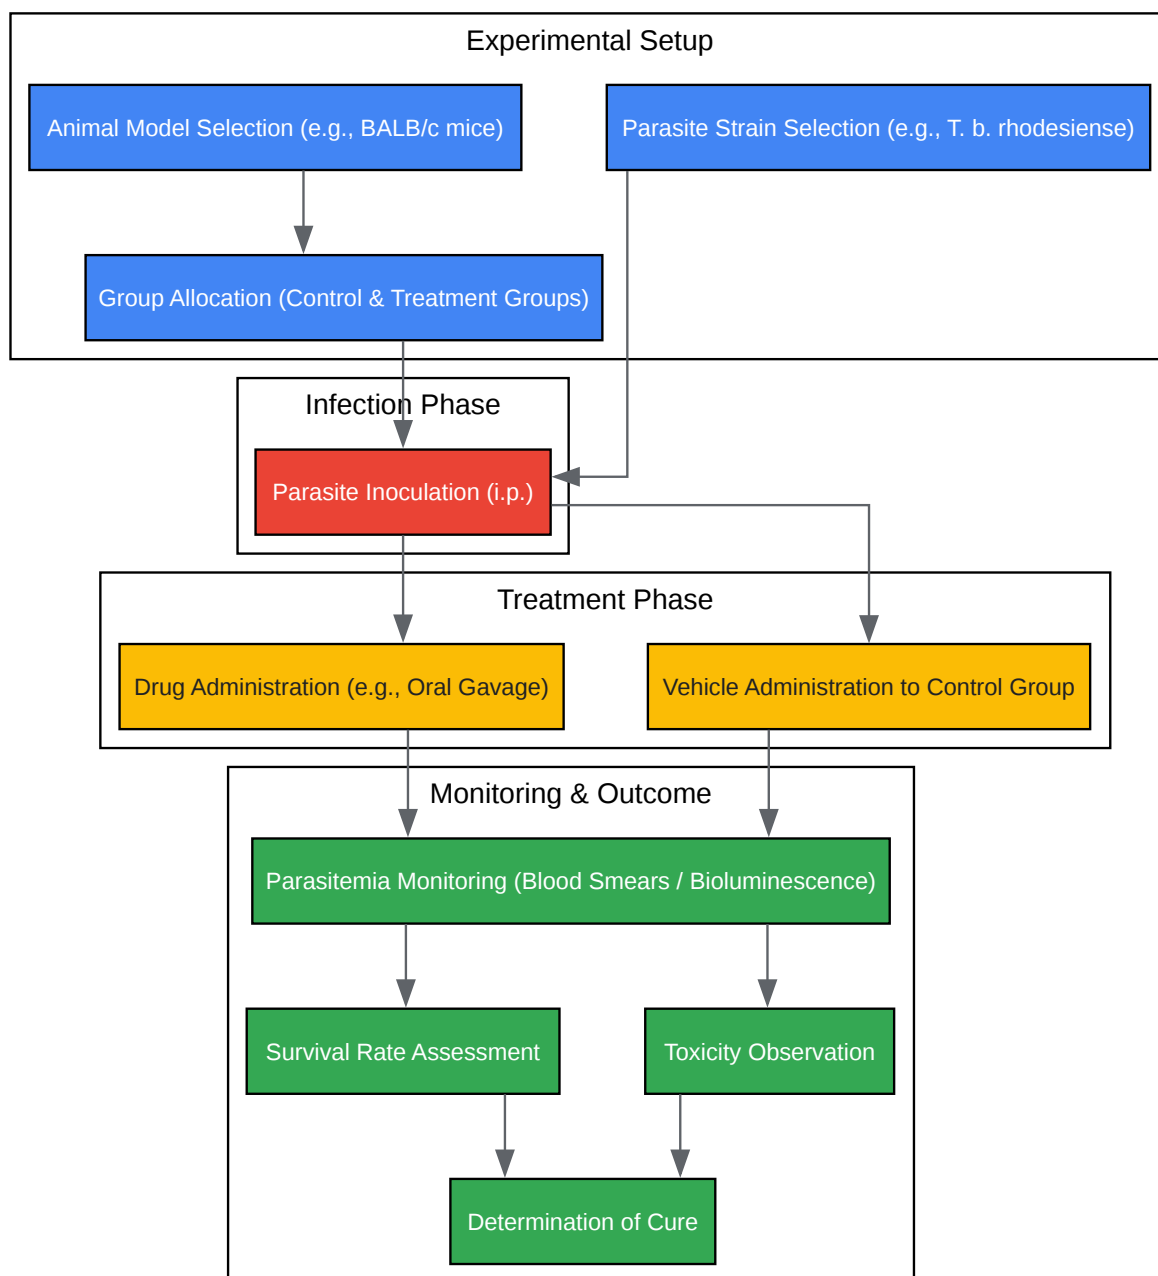 Experimental Setup
Animal Model Selection (e.g., BALB/c mice)
Parasite Strain Selection (e.g., T. b. rhodesiense)
Group Allocation (Control & Treatment Groups)
Infection Phase
Parasite Inoculation (i.p.)
Treatment Phase
Drug Administration (e.g., Oral Gavage)
Vehicle Administration to Control Group
Monitoring & Outcome
Parasitemia Monitoring (Blood Smears / Bioluminescence)
Survival Rate Assessment
Toxicity Observation
Determination of Cure